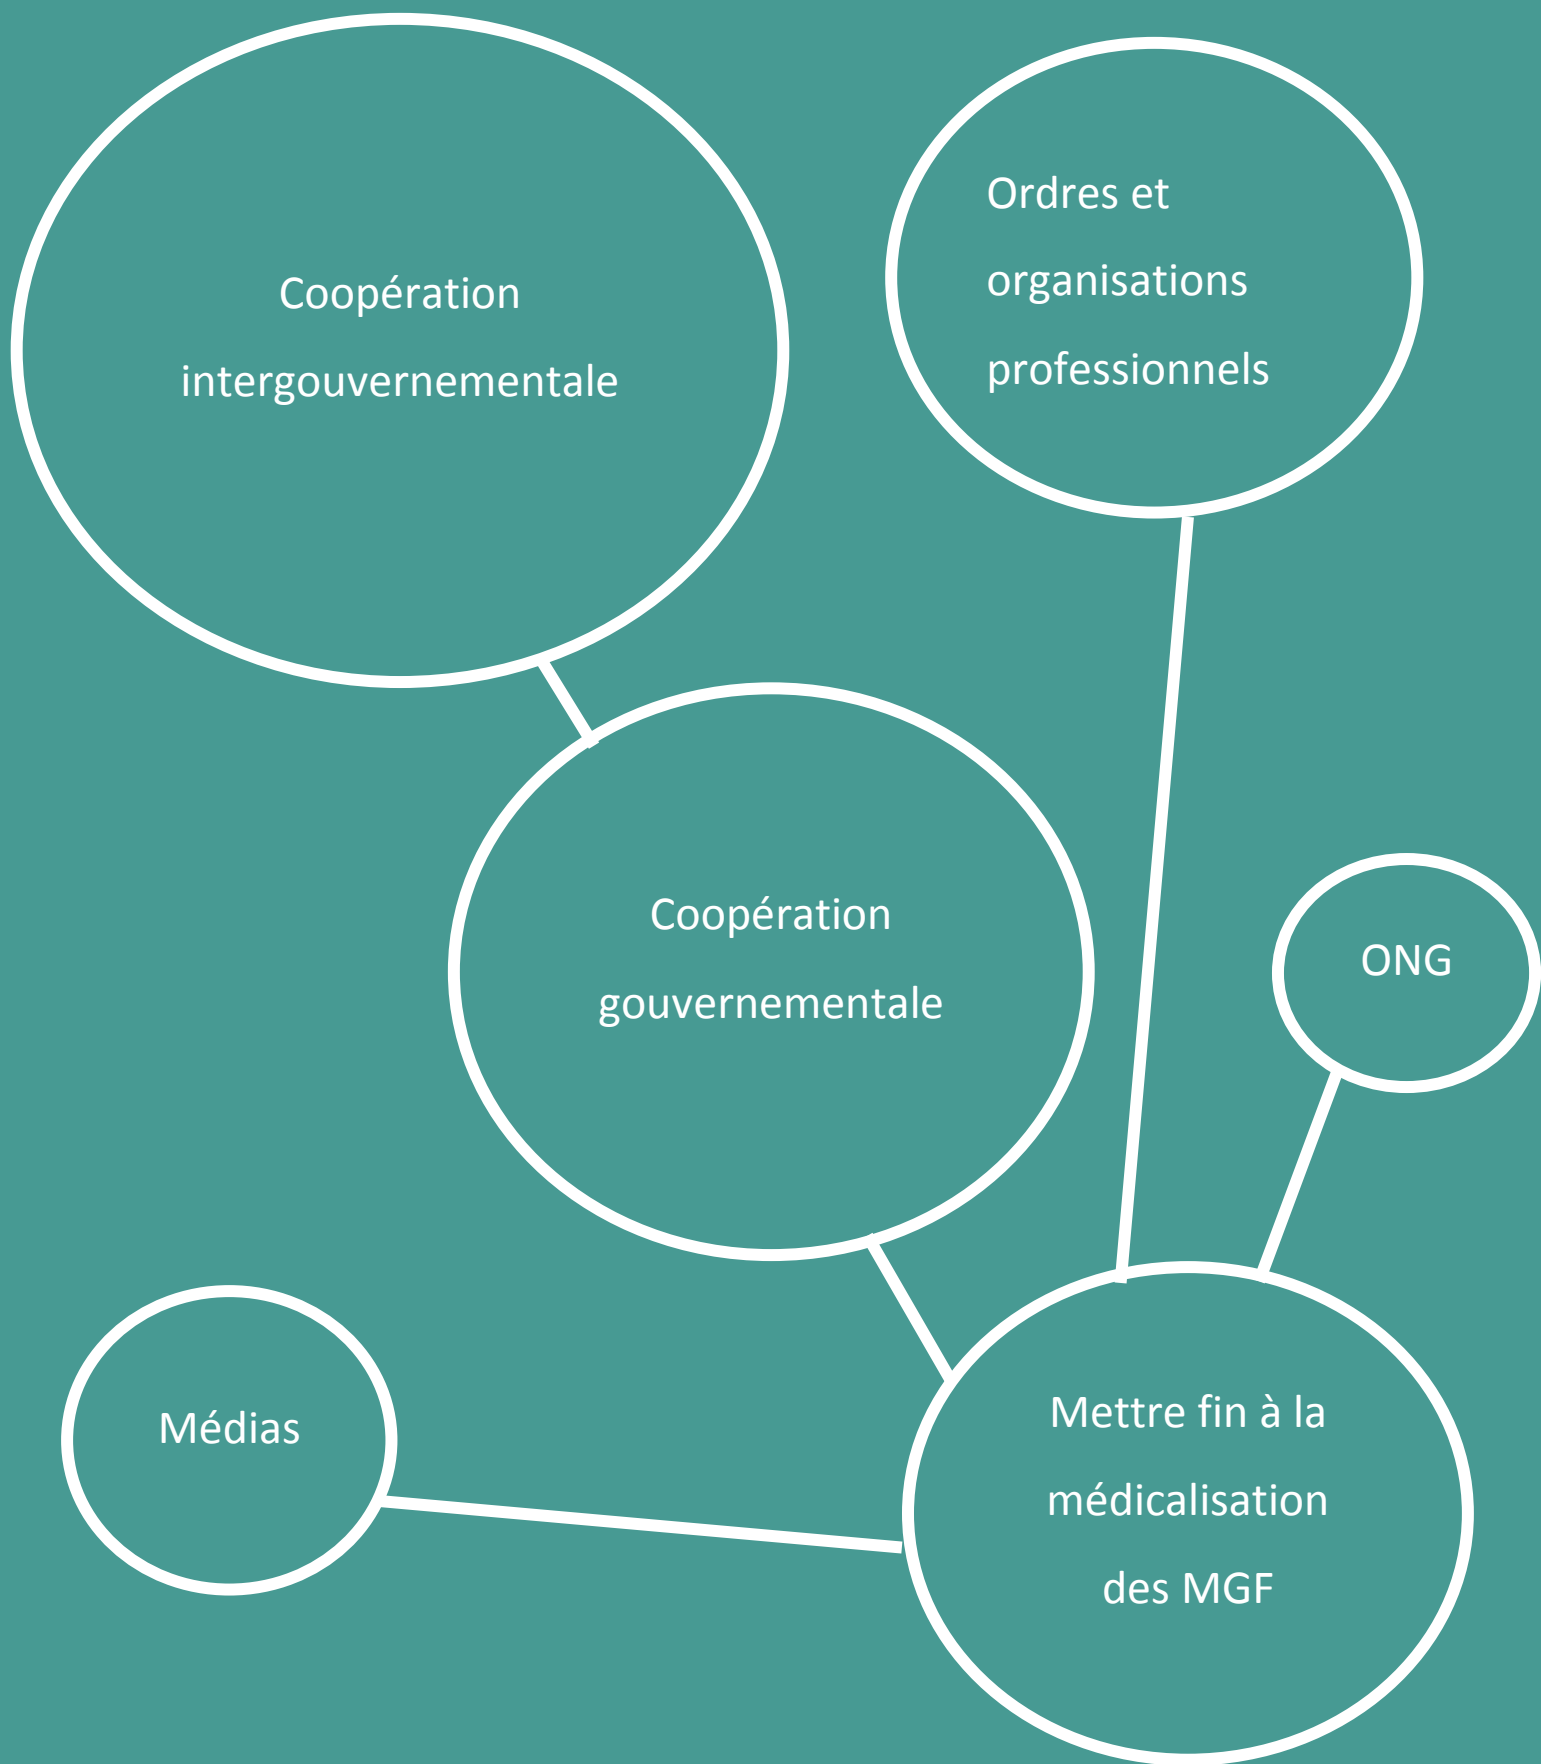 Coopération
intergouvernementale
Ordres et
organisations
professionnels
Coopération
gouvernementale
ONG
Médias
Mettre fin à la
médicalisation
des MGF